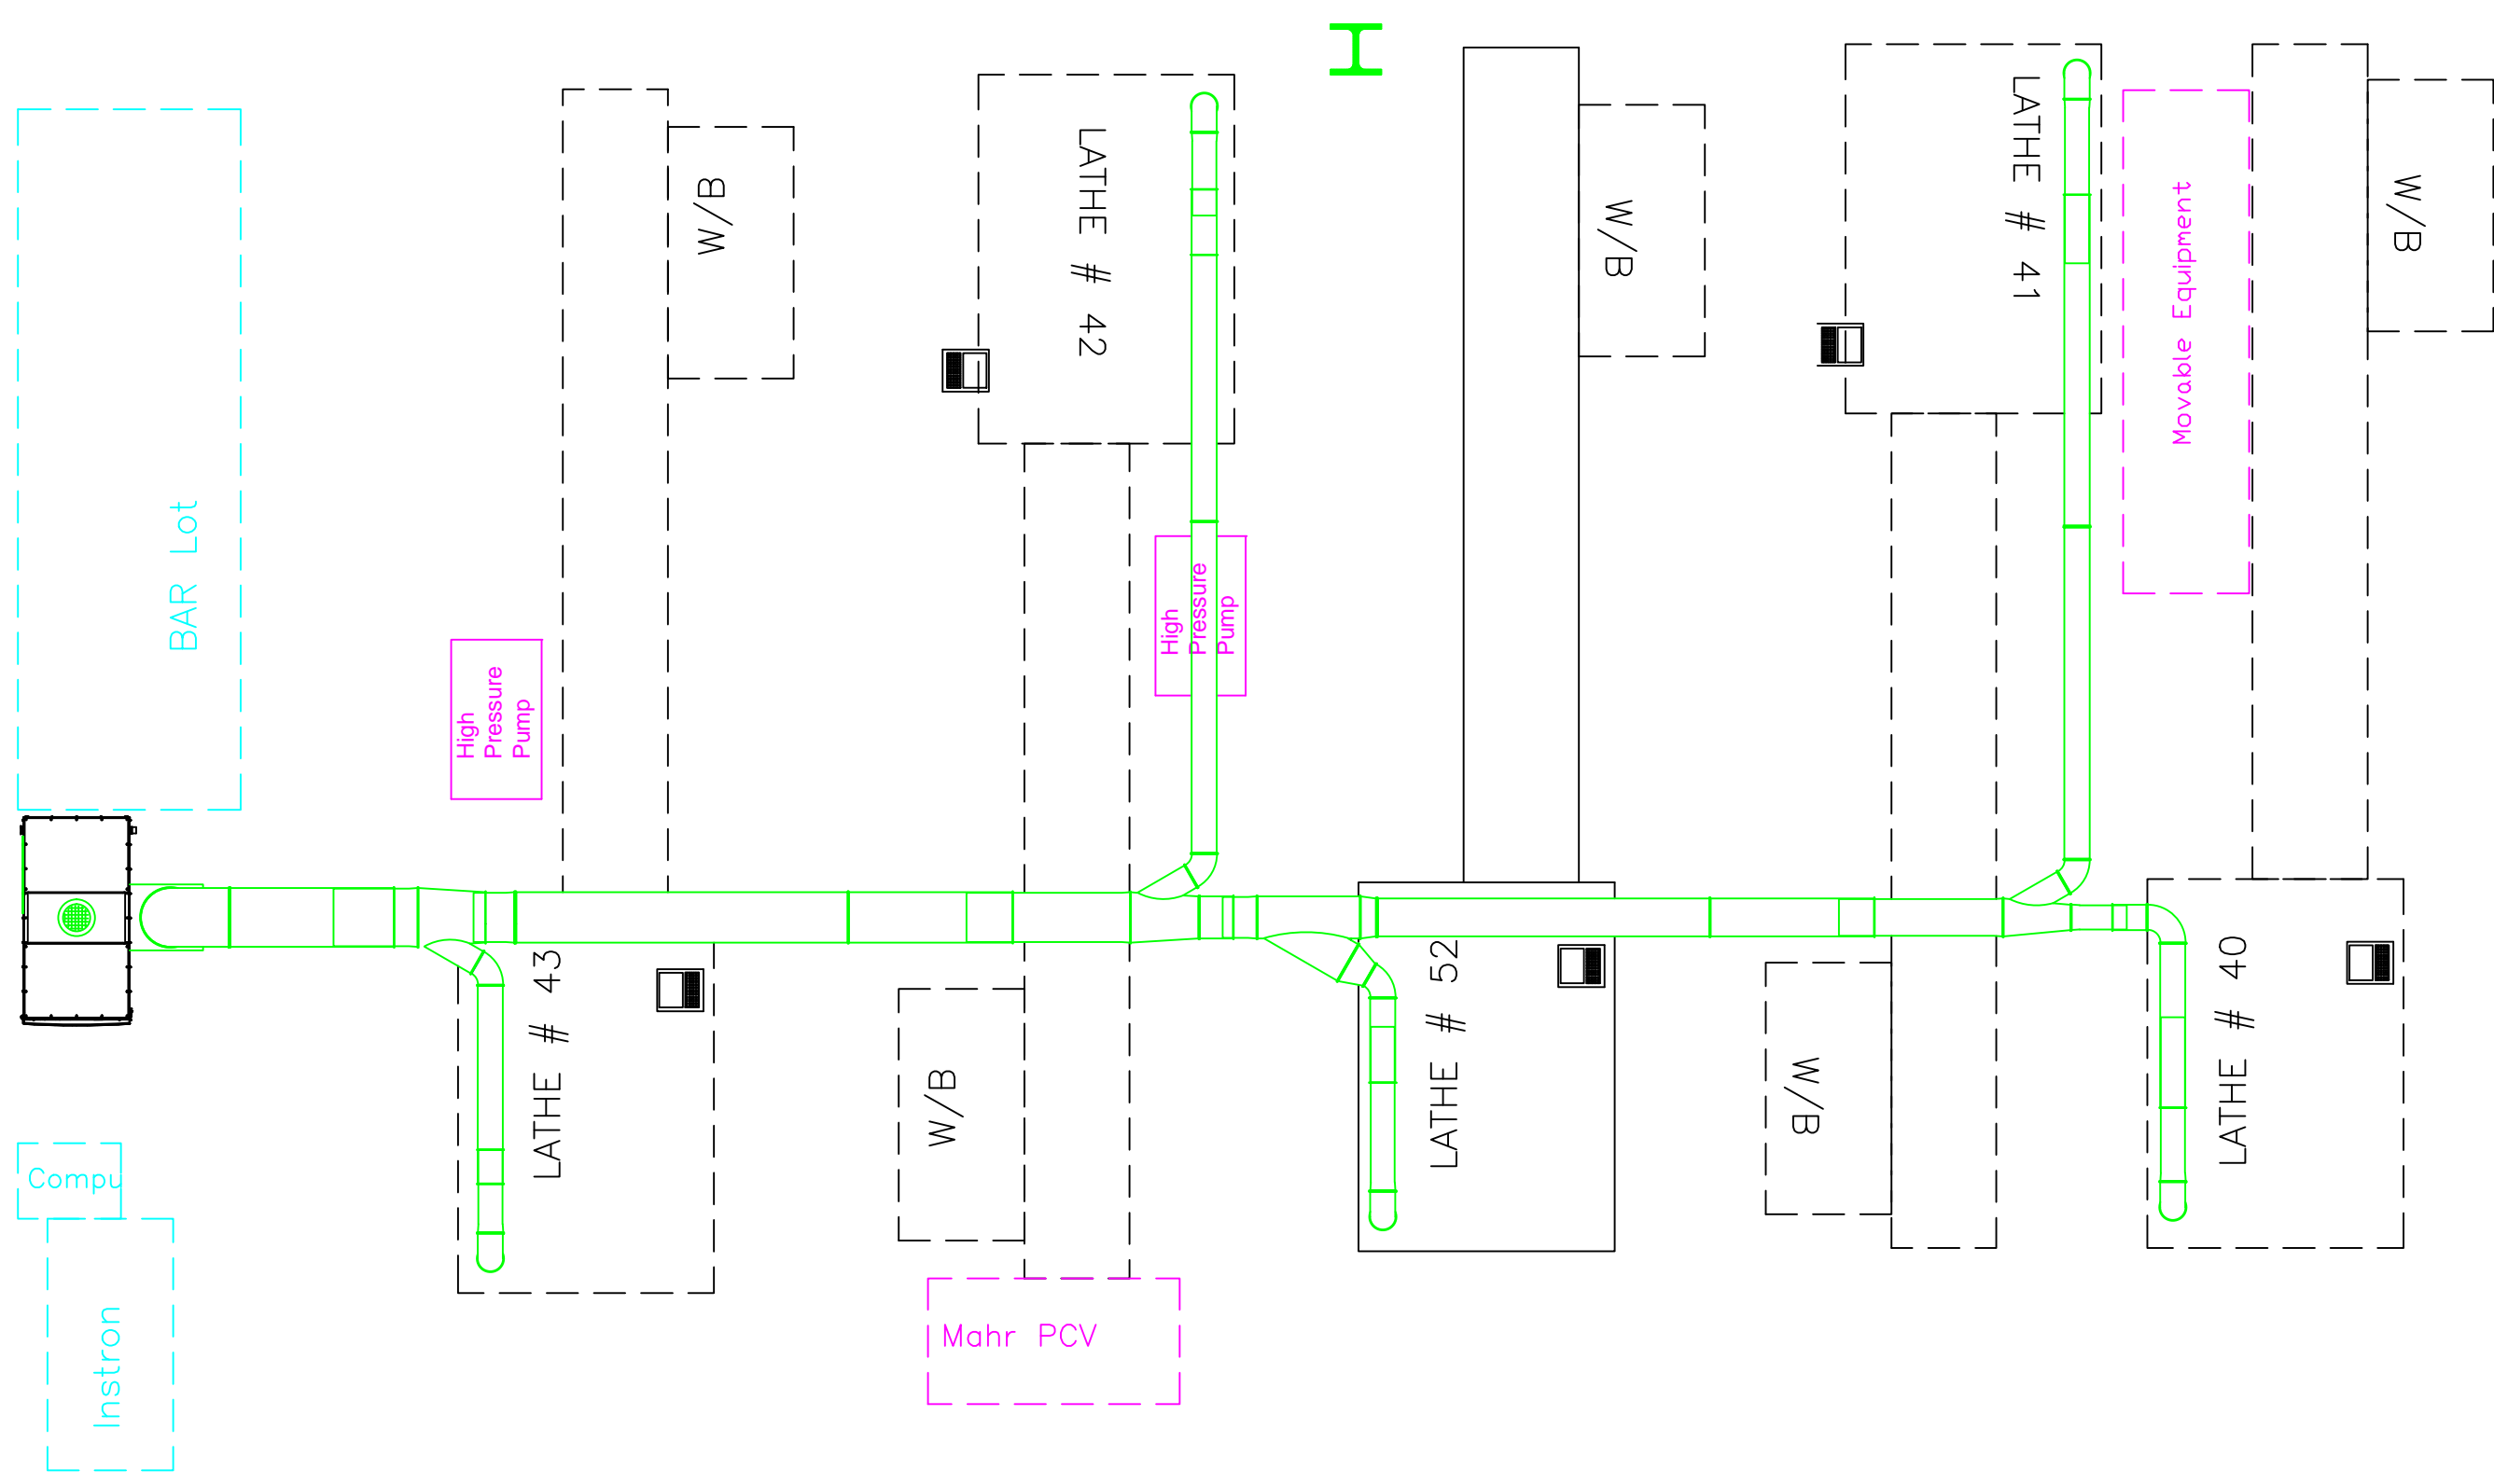 BAR Lot
W/B
LATHE # 42
W/B
LATHE # 41
Movable Equipment
W/B
High
Pressure
Pump
High
Pressure
Pump
LATHE # 43
W/B
LATHE # 52
W/B
LATHE # 40
Compu
Instron
Mahr PCV